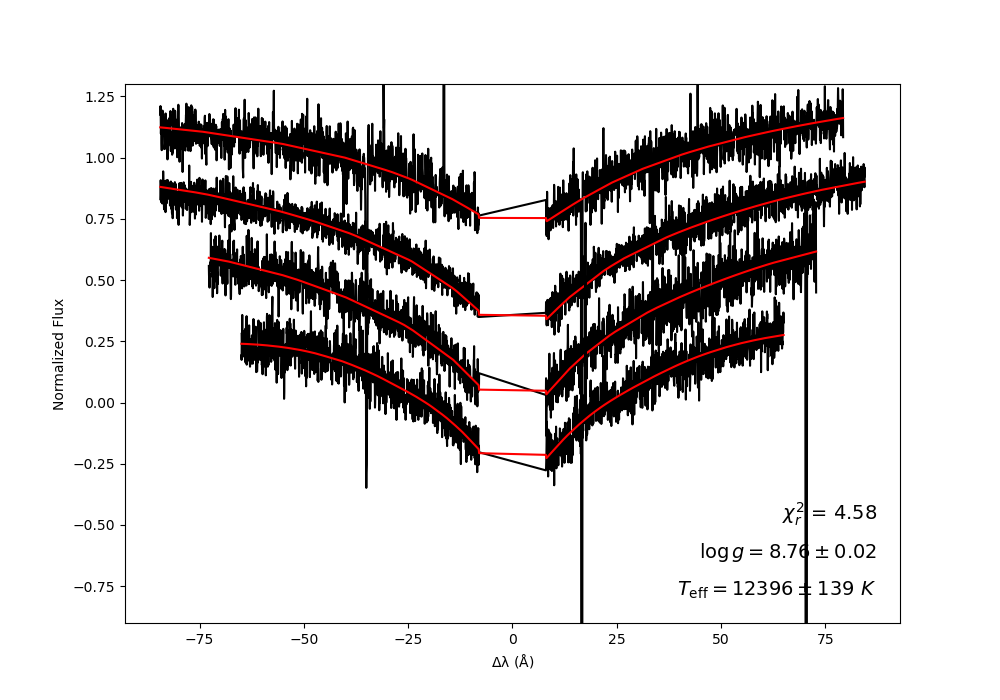 1.25
1.00
0.75
0.50
0.25
0.00
−0.25
−0.50
−0.75
Normalized Flux
χ²ᵣ = 4.58
log g = 8.76 ± 0.02
T_eff = 12396 ± 139 K
−75 −50 −25 0 25 50 75
Δλ (Å)